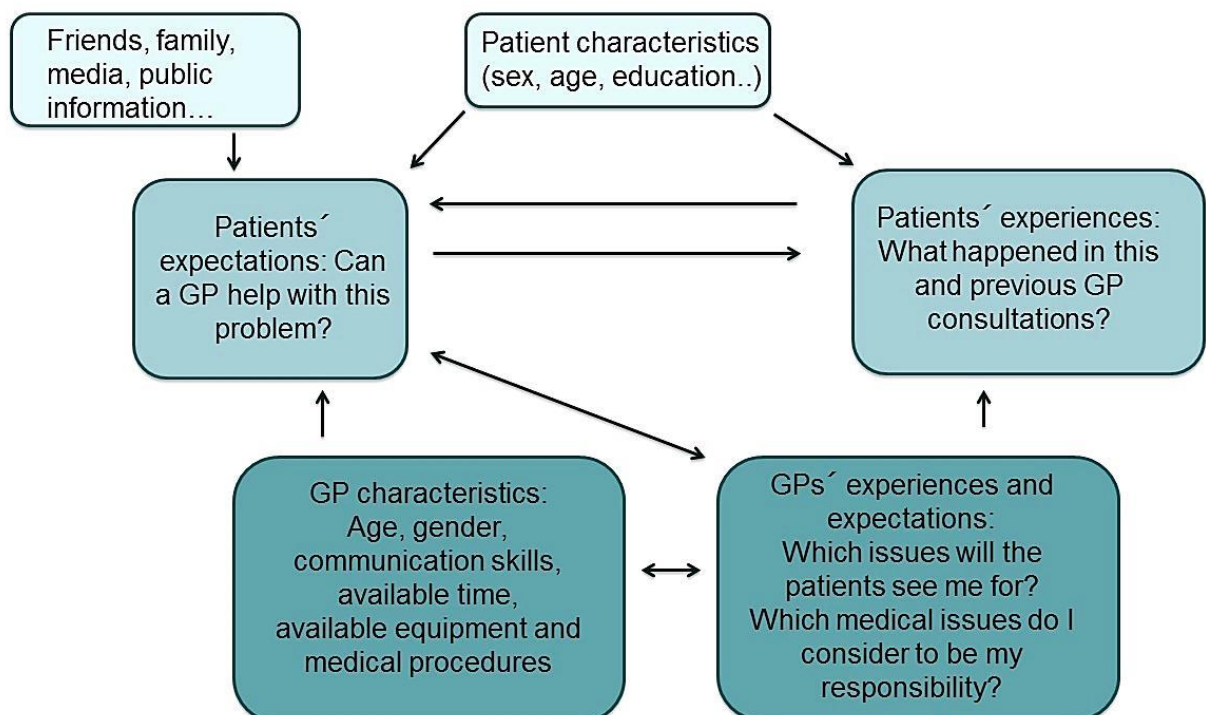 Friends, family,
media, public
information…
Patient characteristics
(sex, age, education..)
Patients´
expectations: Can
a GP help with this
problem?
Patients´ experiences:
What happened in this
and previous GP
consultations?
GP characteristics:
Age, gender,
communication skills,
available time,
available equipment and
medical procedures
GPs´ experiences and
expectations:
Which issues will the
patients see me for?
Which medical issues do I
consider to be my
responsibility?